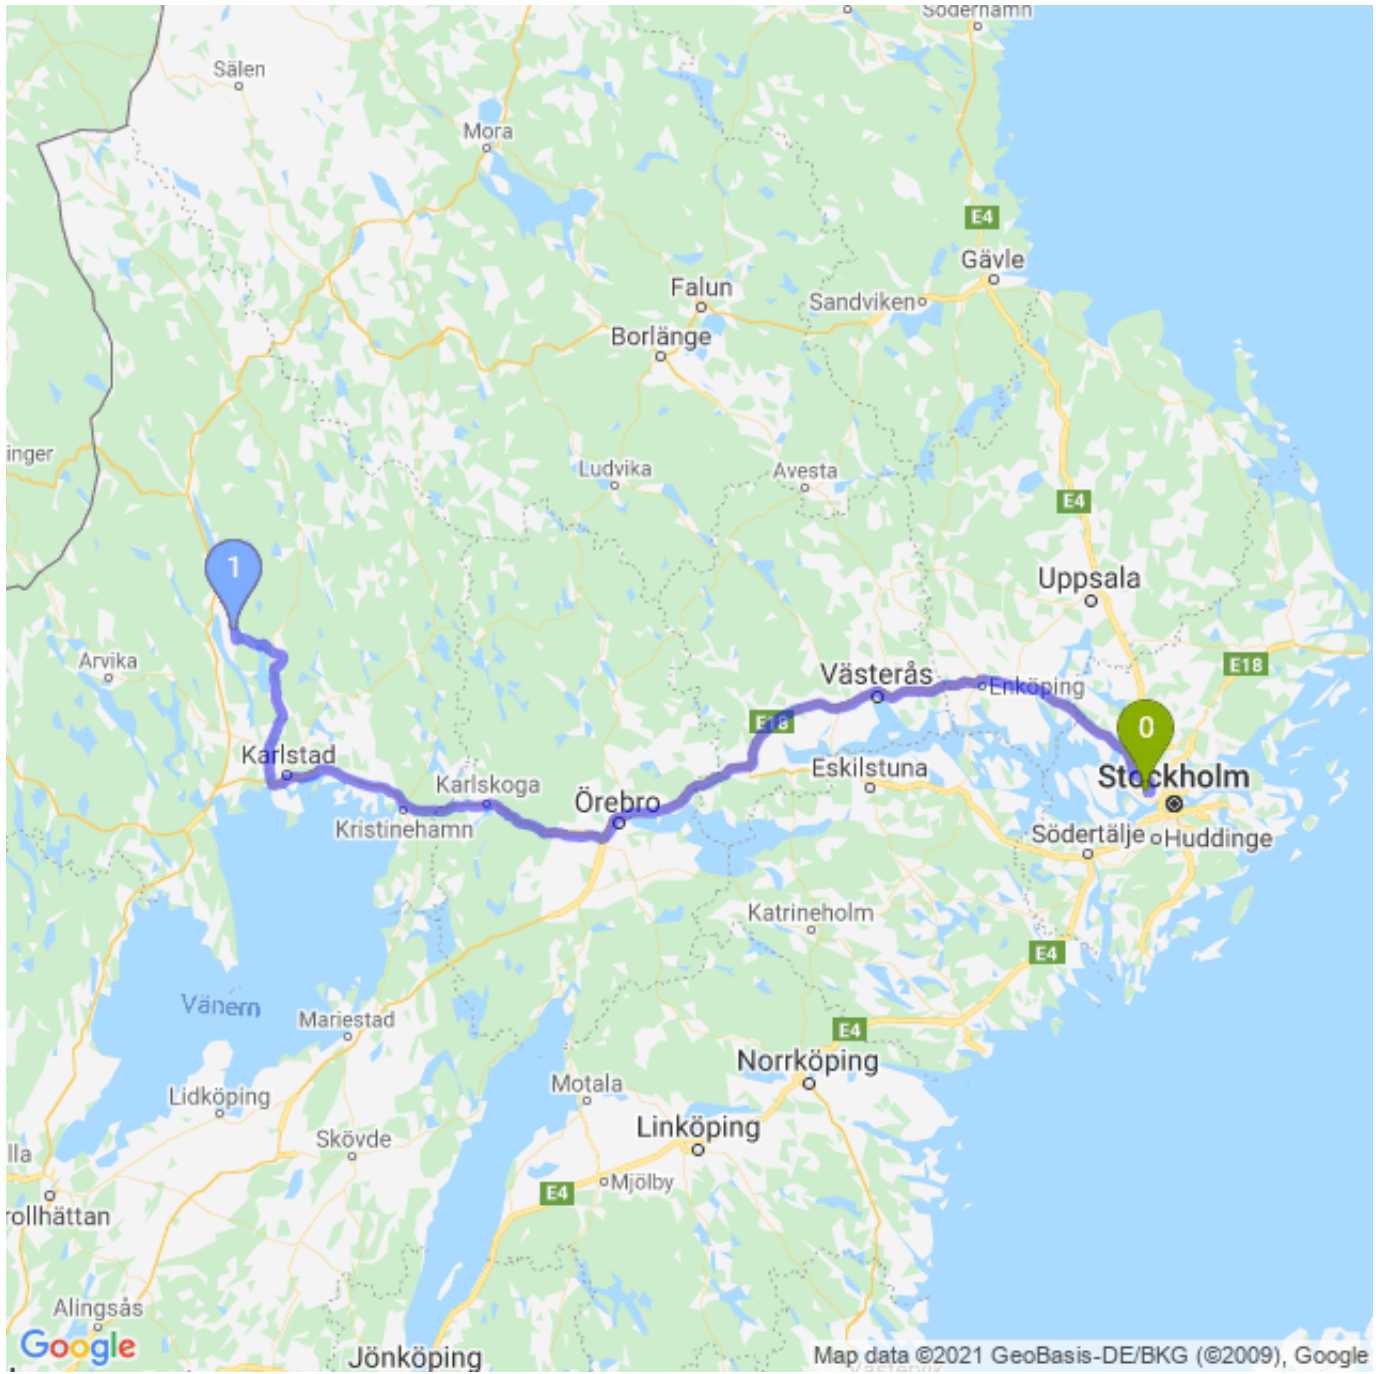 Söderhamn
Sälen
Mora
E4
Gävle
Falun
Sandviken
Borlänge
inger
Ludvika
Avesta
E4
1
Uppsala
Arvika
E18
Västerås
Enköping
E18
0
Karlstad
Eskilstuna
Stockholm
Karlskoga
Örebro
Kristinehamn
Södertälje
Huddinge
Katrineholm
E4
Vänern
Mariestad
E4
Norrköping
Motala
Lidköping
Linköping
Skövde
lla
Mjölby
E4
rollhättan
Alingsås
Google
Jönköping
Map data ©2021 GeoBasis-DE/BKG (©2009), Google